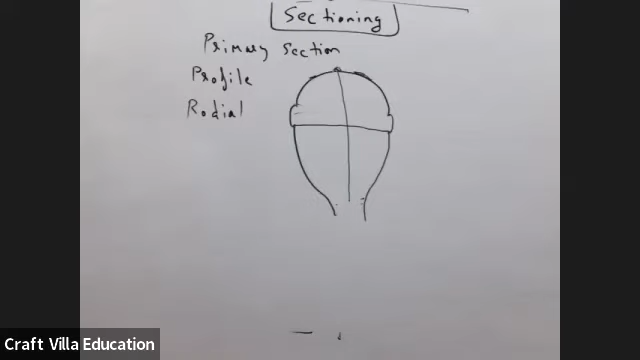 Sectioning
Primary Section
Profile
Radial
Craft Villa Education